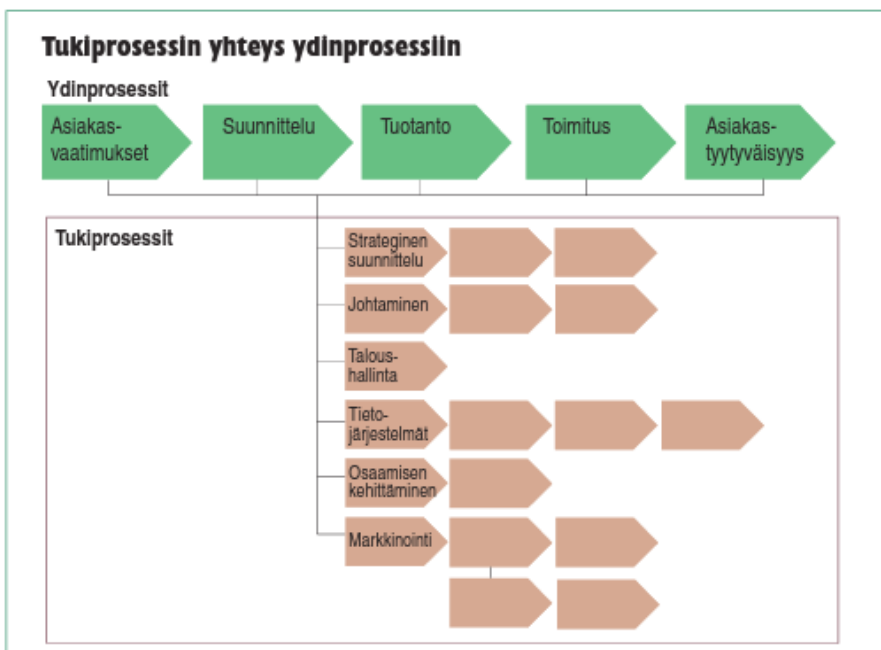 Tukiprosessin yhteys ydinprosessiin
Ydinprosessit
Asiakas-
vaatimukset
Suunnittelu
Tuotanto
Toimitus
Asiakas-
tyytyväisyys
Tukiprosessit
Strateginen
suunnittelu
Johtaminen
Talous-
hallinta
Tieto-
järjestelmät
Osaamisen
kehittäminen
Markkinointi